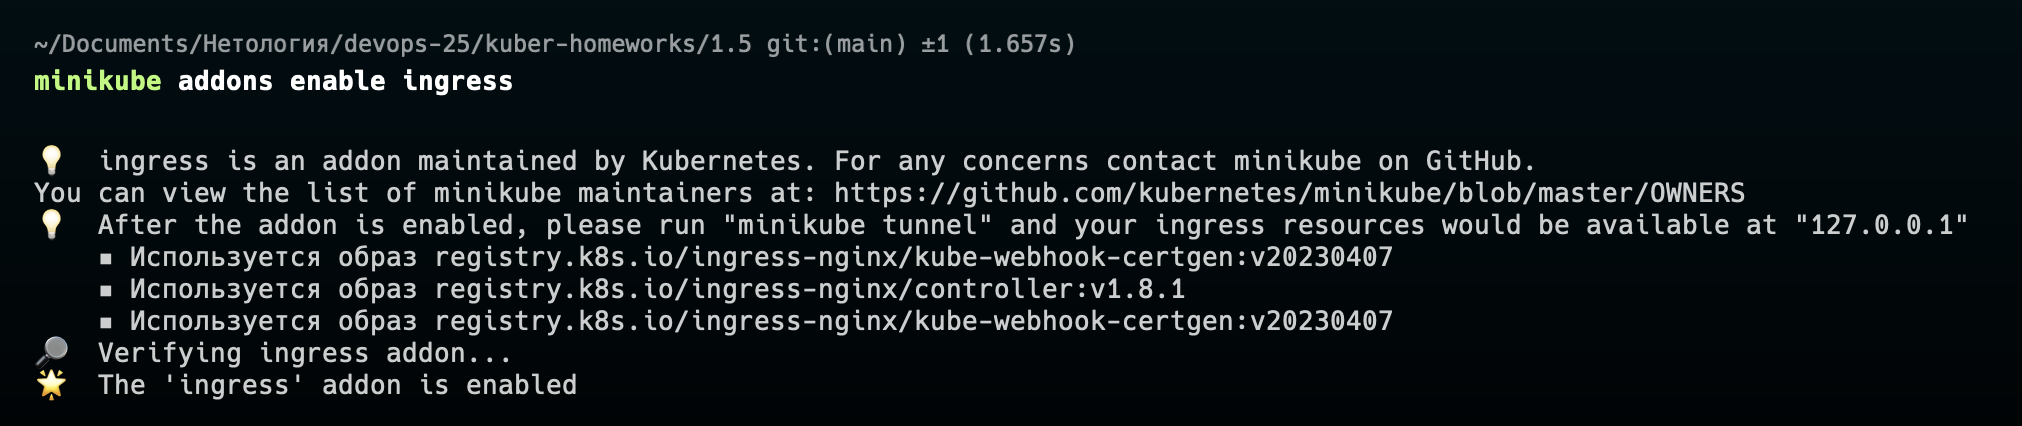 ~/Documents/Нетология/devops-25/kuber-homeworks/1.5 git:(main) ±1 (1.657s)
minikube addons enable ingress
💡 ingress is an addon maintained by Kubernetes. For any concerns contact minikube on GitHub.
You can view the list of minikube maintainers at: https://github.com/kubernetes/minikube/blob/master/OWNERS
💡 After the addon is enabled, please run "minikube tunnel" and your ingress resources would be available at "127.0.0.1"
▪ Используется образ registry.k8s.io/ingress-nginx/kube-webhook-certgen:v20230407
▪ Используется образ registry.k8s.io/ingress-nginx/controller:v1.8.1
▪ Используется образ registry.k8s.io/ingress-nginx/kube-webhook-certgen:v20230407
🔎 Verifying ingress addon...
🌟 The 'ingress' addon is enabled